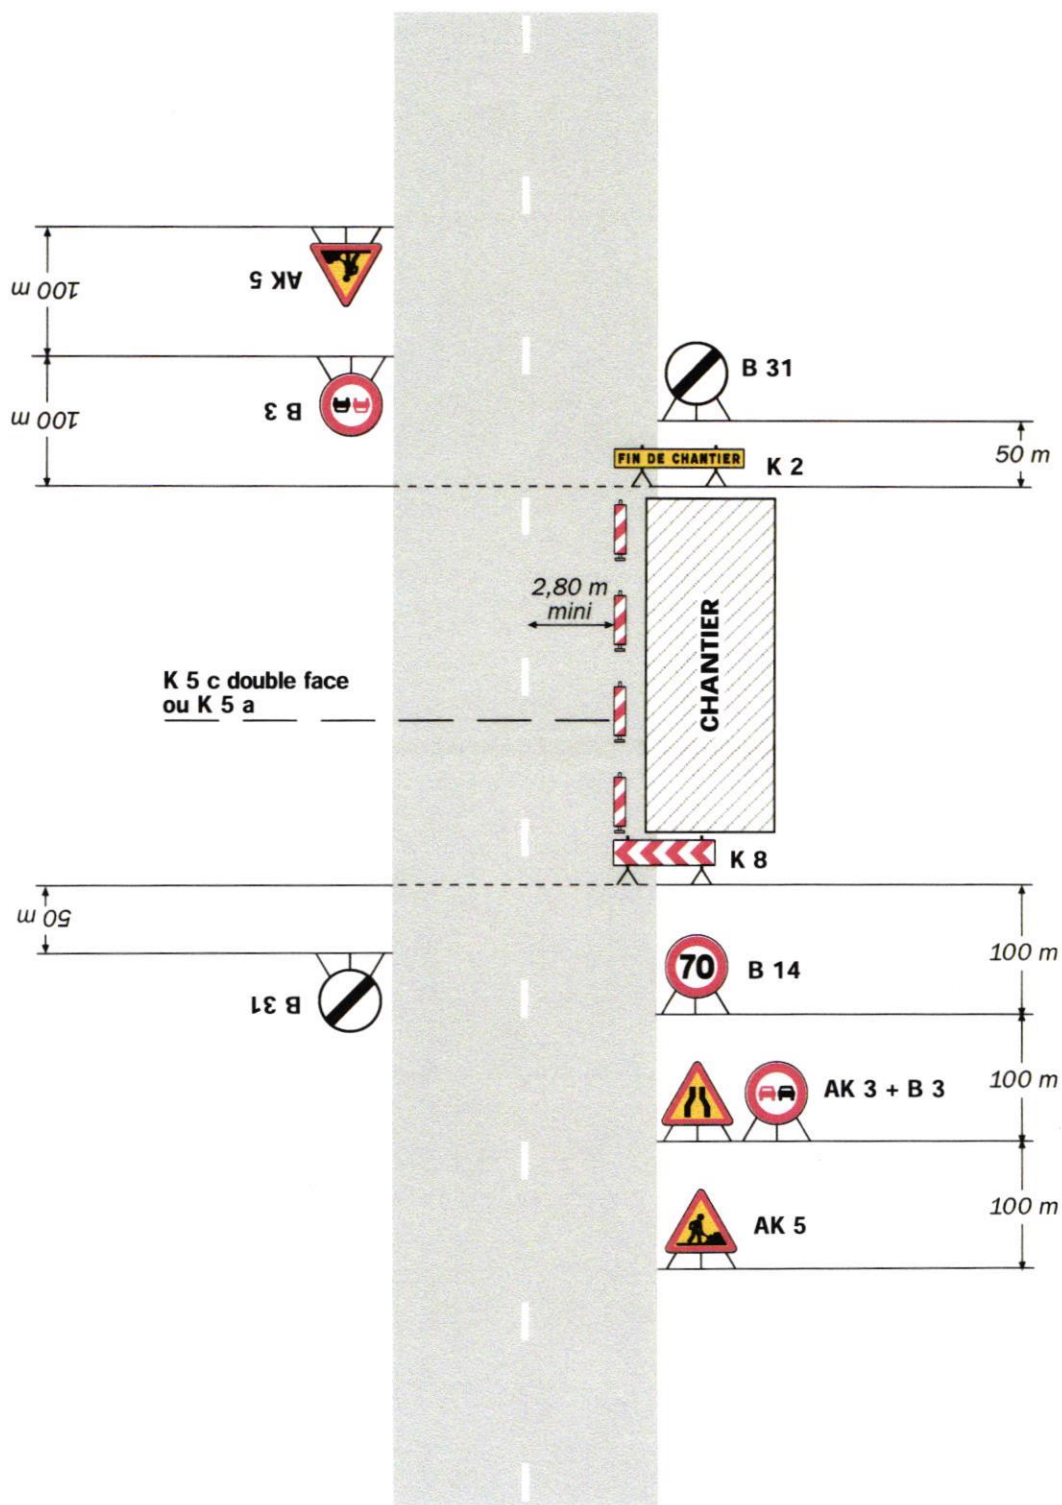 AK 5
100 m
B 3
100 m
B 31
FIN DE CHANTIER
K 2
50 m
2,80 m
mini
CHANTIER
K 5 c double face
ou K 5 a
K 8
50 m
B 31
70
B 14
100 m
AK 3 + B 3
100 m
AK 5
100 m